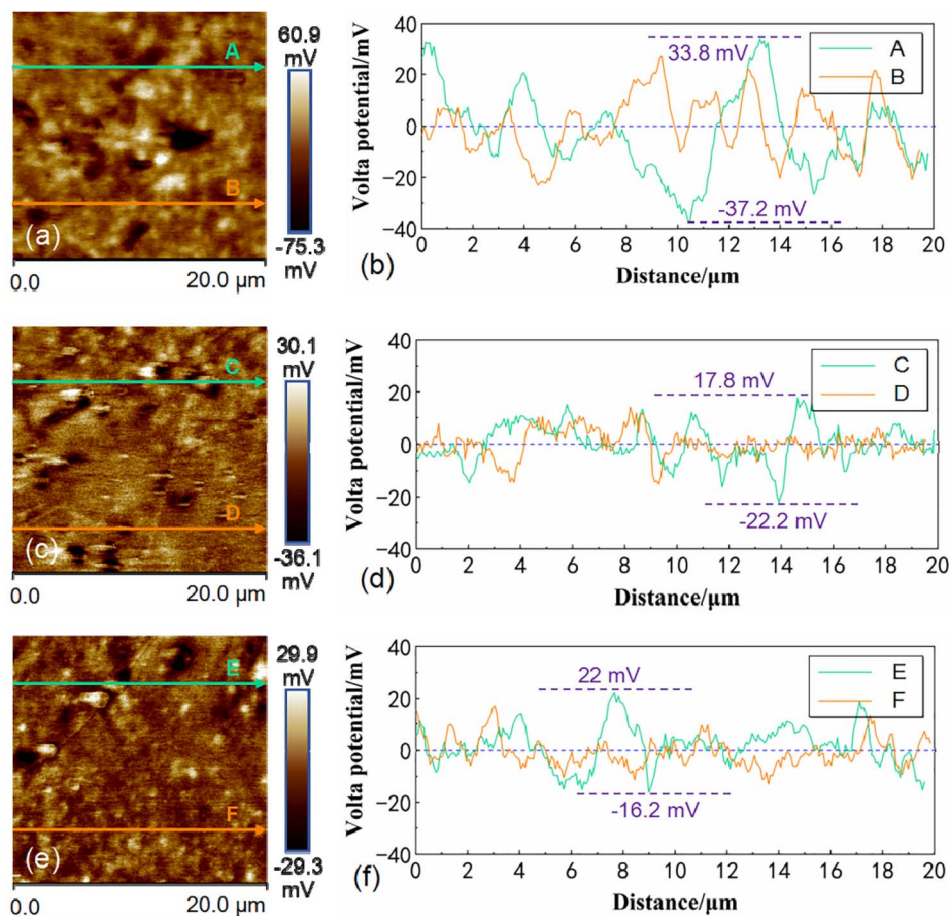 A
B
(a)
60.9
mV
-75.3
mV
0.0
20.0 μm
Volta potential/mV
40
20
0
−20
−40
33.8 mV
-37.2 mV
A
B
0 2 4 6 8 10 12 14 16 18 20
(b)
Distance/μm
C
D
(c)
30.1
mV
-36.1
mV
0.0
20.0 μm
Volta potential/mV
40
20
0
−20
−40
17.8 mV
-22.2 mV
C
D
0 2 4 6 8 10 12 14 16 18 20
(d)
Distance/μm
E
F
(e)
29.9
mV
-29.3
mV
0.0
20.0 μm
Volta potential/mV
40
20
0
−20
−40
22 mV
-16.2 mV
E
F
0 2 4 6 8 10 12 14 16 18 20
(f)
Distance/μm